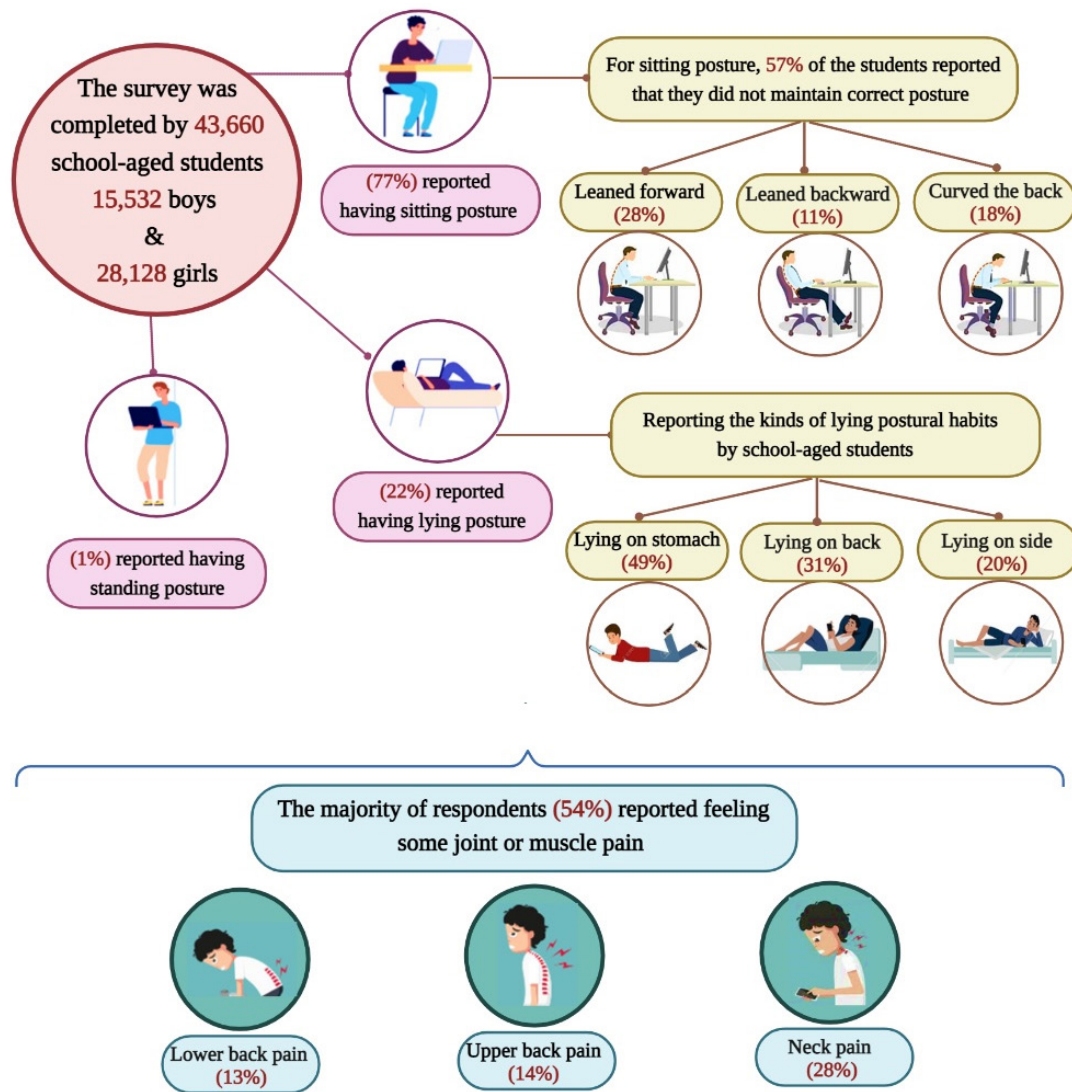 The survey was
completed by 43,660
school-aged students
15,532 boys
&
28,128 girls
(77%) reported
having sitting posture
For sitting posture, 57% of the students reported
that they did not maintain correct posture
Leaned forward
(28%)
Leaned backward
(11%)
Curved the back
(18%)
(1%) reported having
standing posture
(22%) reported
having lying posture
Reporting the kinds of lying postural habits
by school-aged students
Lying on stomach
(49%)
Lying on back
(31%)
Lying on side
(20%)
The majority of respondents (54%) reported feeling
some joint or muscle pain
Lower back pain
(13%)
Upper back pain
(14%)
Neck pain
(28%)